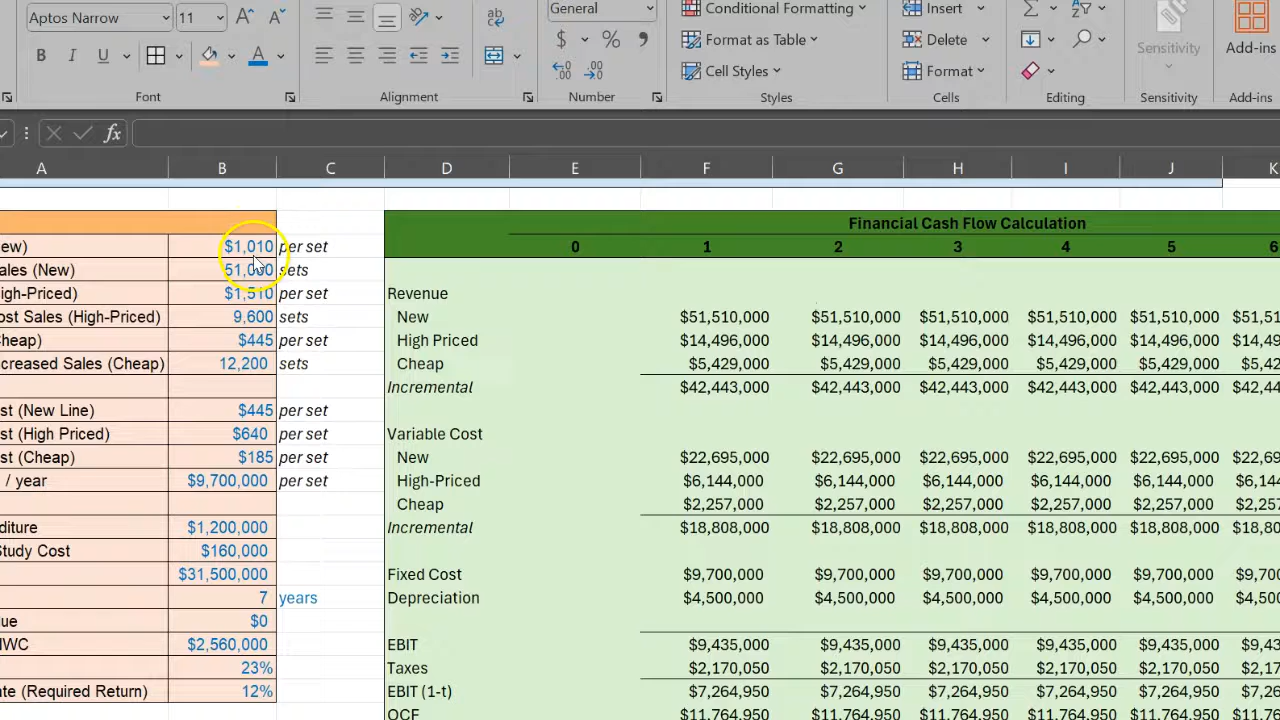 Aptos Narrow 11 General Conditional Formatting Insert
B I U $ % 9 Format as Table Delete Sensitivity Add-ins
Cell Styles Format
Font Alignment Number Styles Cells Editing Sensitivity Add-ins
fx
A B C D E F G H I J K
Financial Cash Flow Calculation
ew) $1,010 per set 0 1 2 3 4 5 6
ales (New) sets
igh-Priced) $1,510 per set Revenue
ost Sales (High-Priced) 9,600 sets New $51,510,000 $51,510,000 $51,510,000 $51,510,000 $51,510,000 $51,5
heap) $445 per set High Priced $14,496,000 $14,496,000 $14,496,000 $14,496,000 $14,496,000 $14,4
creased Sales (Cheap) 12,200 sets Cheap $5,429,000 $5,429,000 $5,429,000 $5,429,000 $5,429,000 $5,42
Incremental $42,443,000 $42,443,000 $42,443,000 $42,443,000 $42,443,000 $42,4
st (New Line) $445 per set
st (High Priced) $640 per set Variable Cost
st (Cheap) $185 per set New $22,695,000 $22,695,000 $22,695,000 $22,695,000 $22,695,000 $22,6
/ year $9,700,000 per set High-Priced $6,144,000 $6,144,000 $6,144,000 $6,144,000 $6,144,000 $6,14
Cheap $2,257,000 $2,257,000 $2,257,000 $2,257,000 $2,257,000 $2,25
diture $1,200,000 Incremental $18,808,000 $18,808,000 $18,808,000 $18,808,000 $18,808,000 $18,8
Study Cost $160,000
$31,500,000 Fixed Cost $9,700,000 $9,700,000 $9,700,000 $9,700,000 $9,700,000 $9,70
7 years Depreciation $4,500,000 $4,500,000 $4,500,000 $4,500,000 $4,500,000 $4,50
ue $0
NWC $2,560,000 EBIT $9,435,000 $9,435,000 $9,435,000 $9,435,000 $9,435,000 $9,43
23% Taxes $2,170,050 $2,170,050 $2,170,050 $2,170,050 $2,170,050 $2,17
ate (Required Return) 12% EBIT (1-t) $7,264,950 $7,264,950 $7,264,950 $7,264,950 $7,264,950 $7,26
OCF $11,764,950 $11,764,950 $11,764,950 $11,764,950 $11,764,950 $11,7